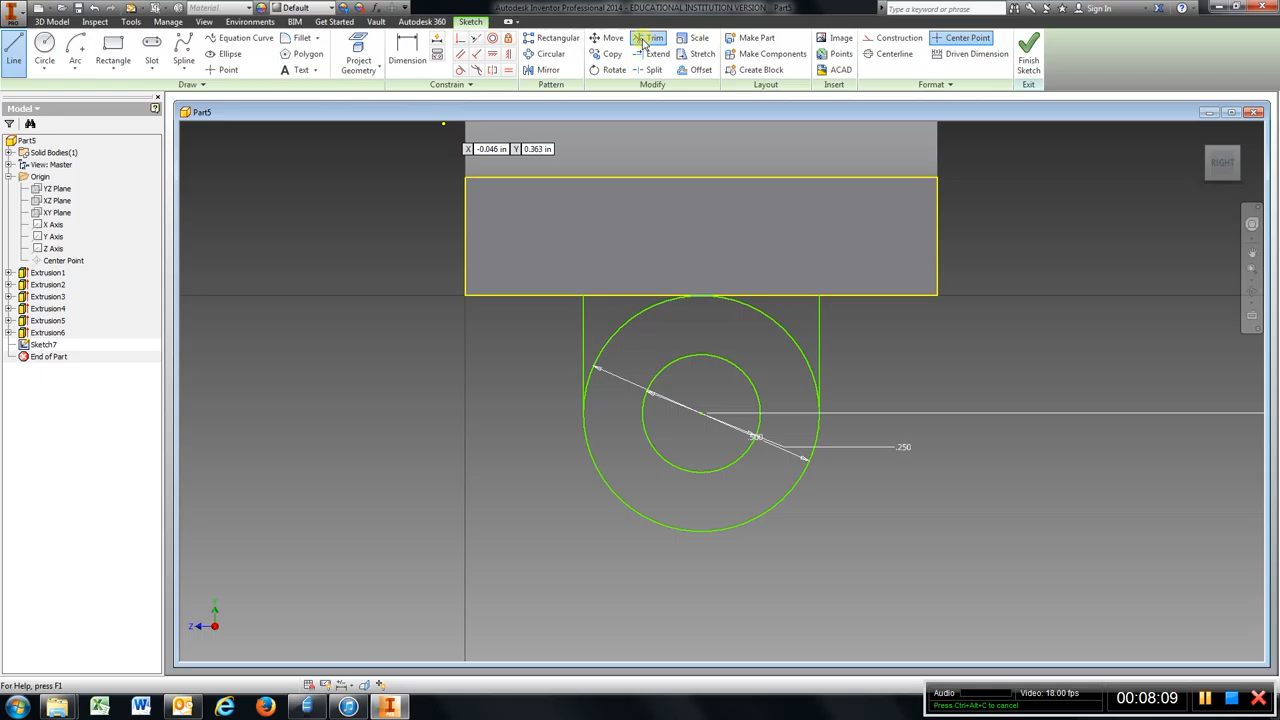 Material
Default
Autodesk Inventor Professional 2014 - EDUCATIONAL INSTITUTION VERSION   Part5
Type a keyword or phrase
Sign In
PRO
3D Model
Inspect
Tools
Manage
View
Environments
BIM
Get Started
Vault
Autodesk 360
Sketch
Line
Circle
Arc
Rectangle
Slot
Spline
Equation Curve
Ellipse
Point
Fillet
Polygon
Text
Project
Geometry
Dimension
Rectangular
Circular
Mirror
Move
Copy
Rotate
Trim
Extend
Split
Scale
Stretch
Offset
Make Part
Make Components
Create Block
Image
Points
ACAD
Construction
Centerline
Center Point
Driven Dimension
Finish
Sketch
Draw
Constrain
Pattern
Modify
Layout
Insert
Format
Exit
Model
Part5
Solid Bodies(1)
View: Master
Origin
YZ Plane
XZ Plane
XY Plane
X Axis
Y Axis
Z Axis
Center Point
Extrusion1
Extrusion2
Extrusion3
Extrusion4
Extrusion5
Extrusion6
Sketch7
End of Part
Part5
X -0.046 in Y 0.363 in
RIGHT
.500
.250
Z
For Help, press F1
Audio
Video: 18.00 fps
Press Ctrl+Alt+C to cancel
00:08:09